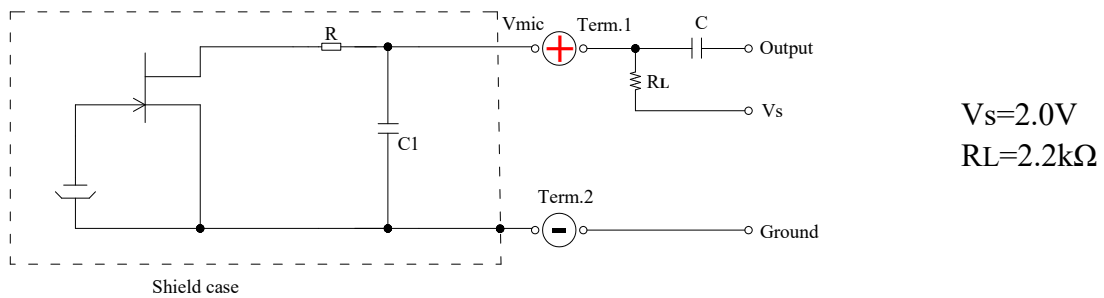 Vmic
Term.1
C
R
Output
RL
Vs
Vs=2.0V
RL=2.2kΩ
C1
Term.2
Ground
Shield case